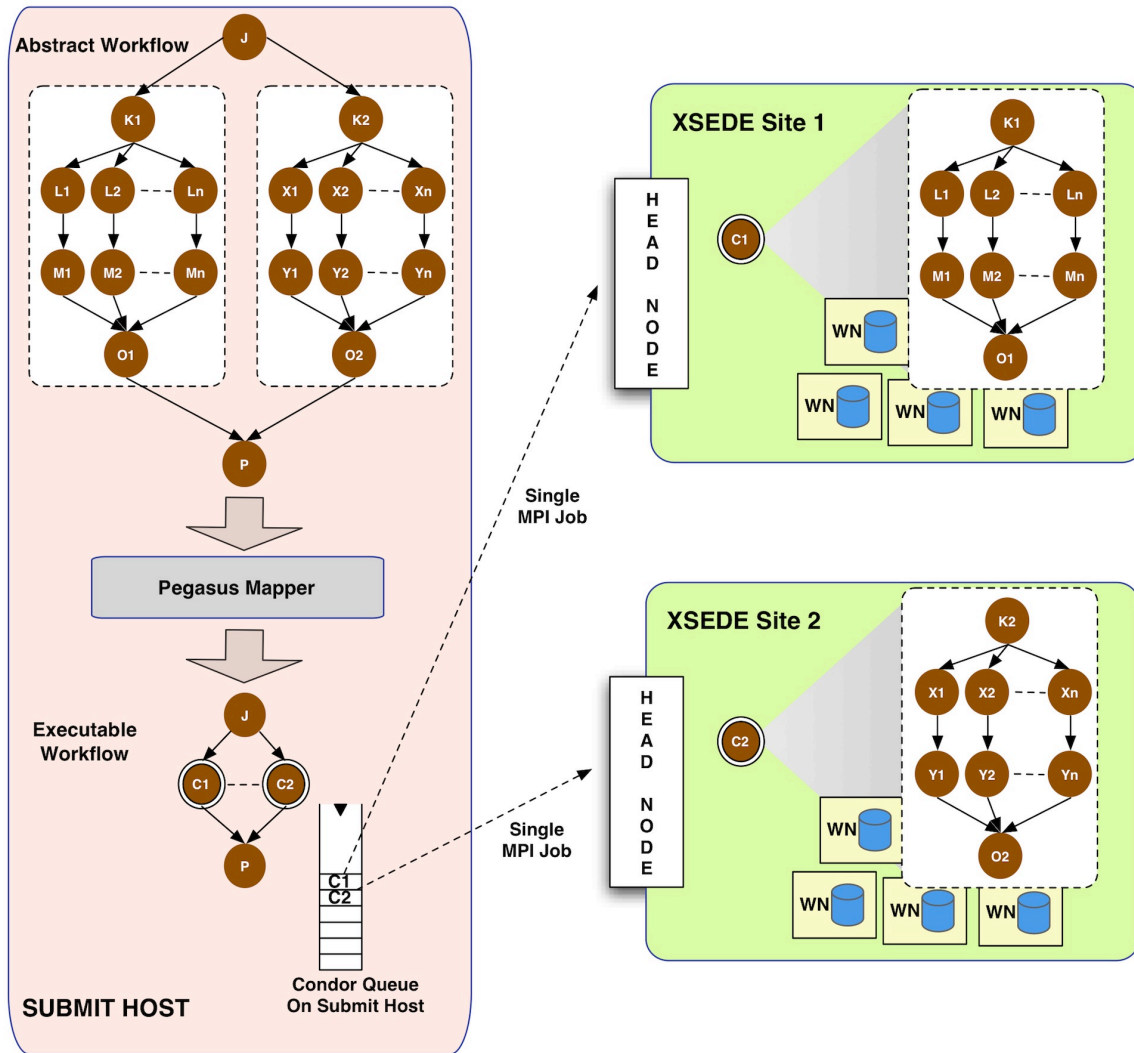 J
Abstract Workflow
K1
K2
L1 L2 Ln
X1 X2 Xn
M1 M2 Mn
Y1 Y2 Yn
O1
O2
P
Pegasus Mapper
Executable
Workflow
J
C1 C2
P
C1
C2
Condor Queue
On Submit Host
SUBMIT HOST
Single
MPI Job
Single
MPI Job
XSEDE Site 1
HEAD NODE
C1
K1
L1 L2 Ln
M1 M2 Mn
O1
WN
WN
WN
WN
XSEDE Site 2
HEAD NODE
C2
K2
X1 X2 Xn
Y1 Y2 Yn
O2
WN
WN
WN
WN